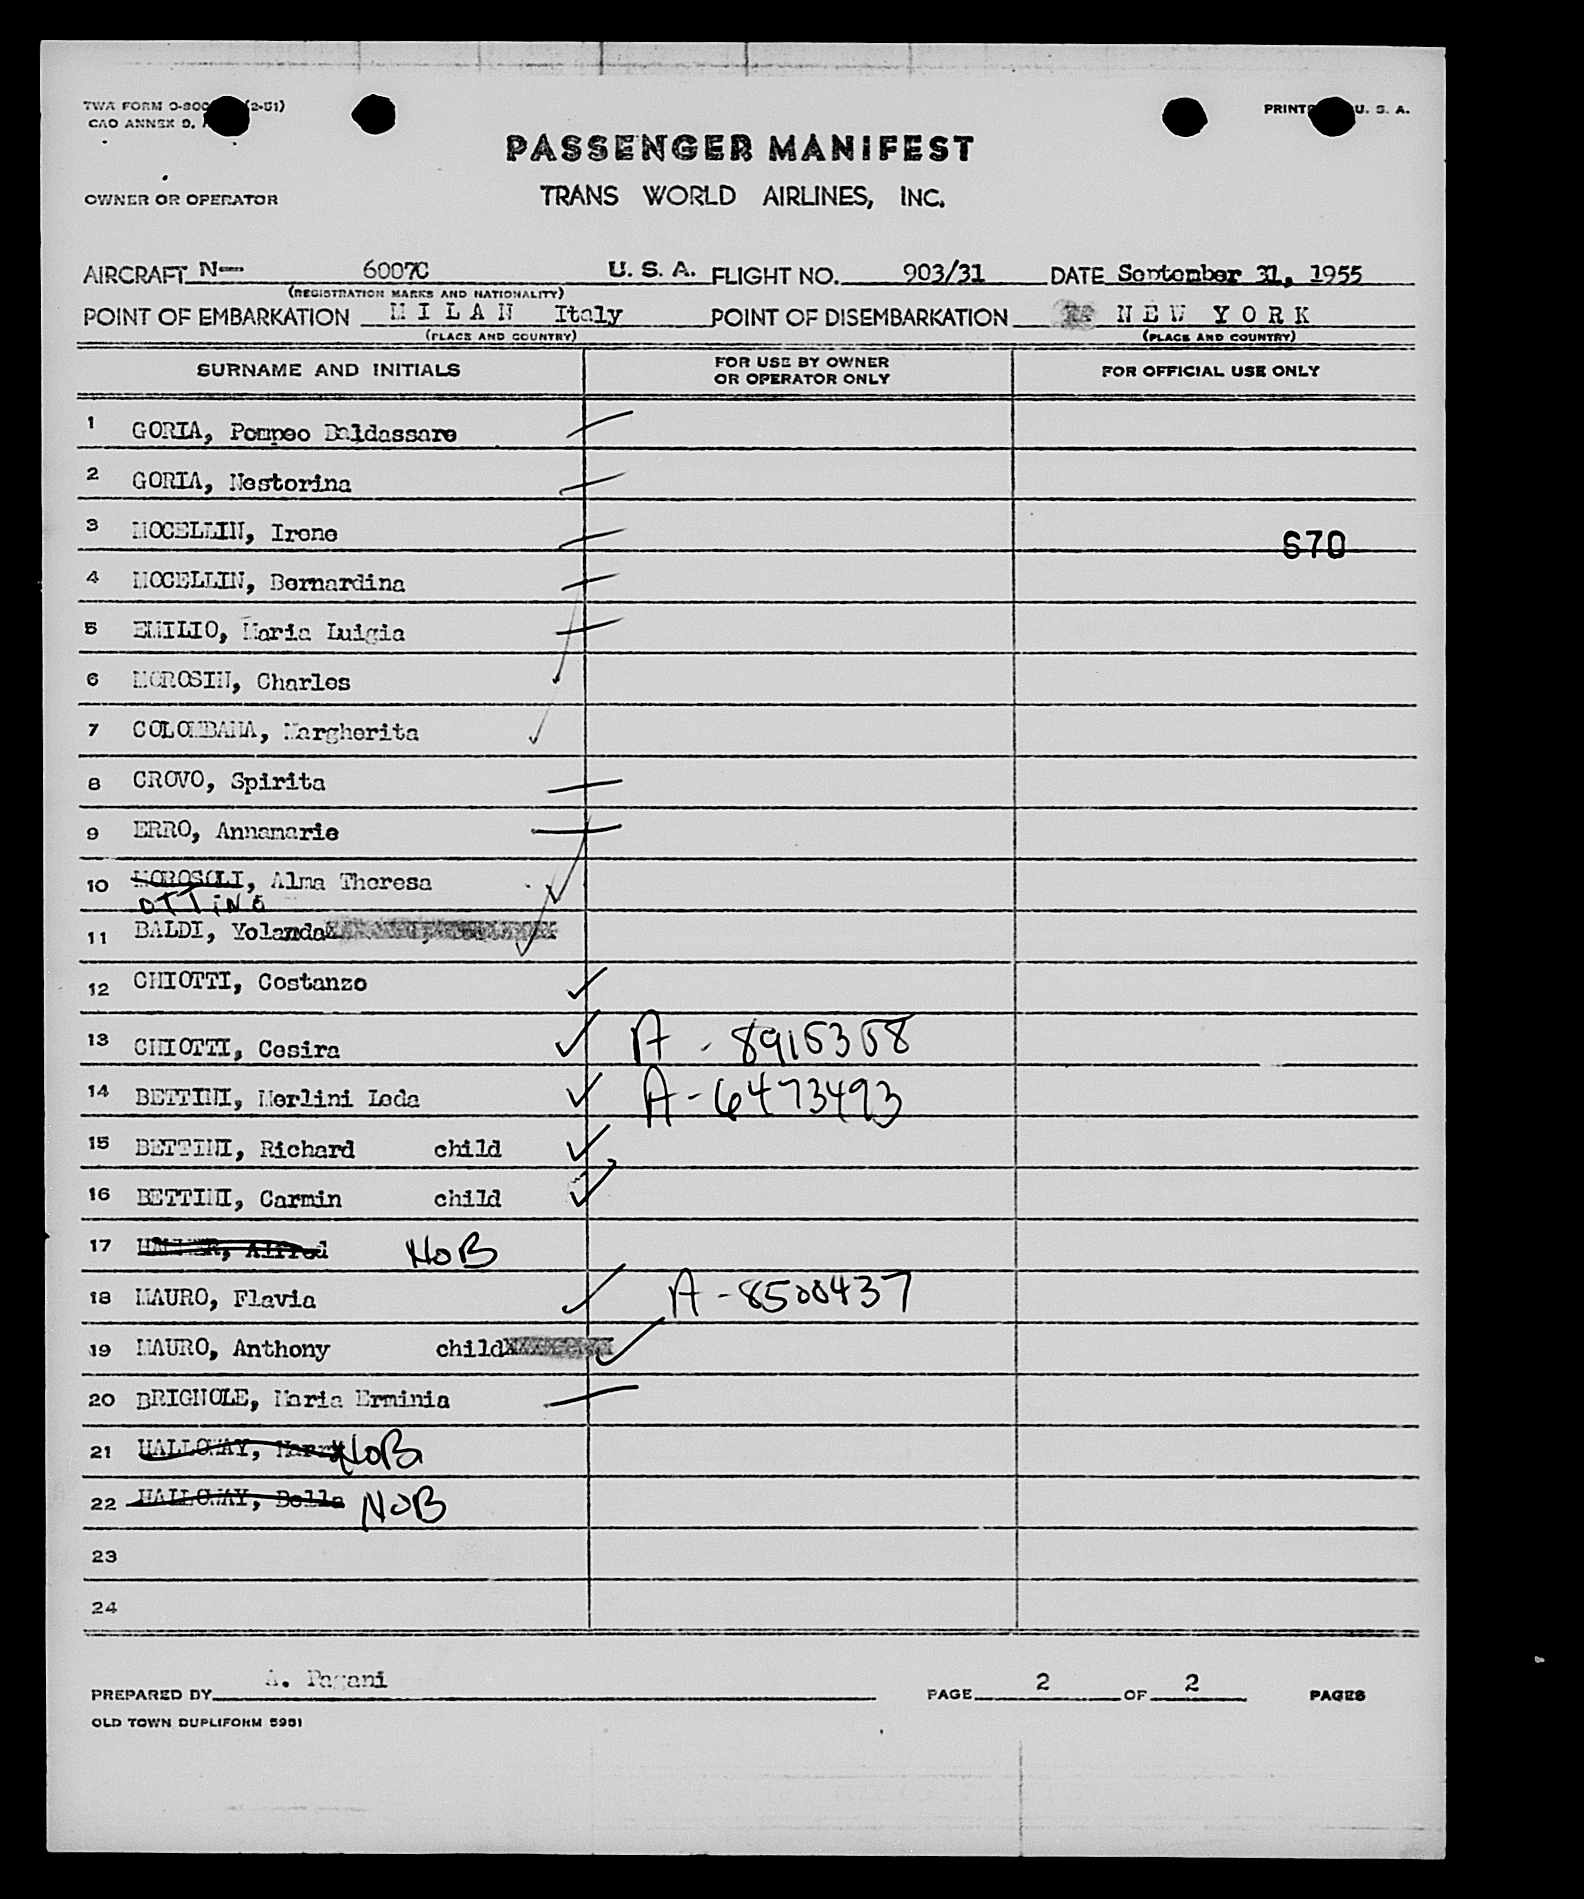 TWA FORM O-800 (2-51)
CAO ANNEX 9,
PRINTED U. S. A.
PASSENGER MANIFEST
OWNER OR OPERATOR
TRANS WORLD AIRLINES, INC.
AIRCRAFT N-- 6007C U. S. A. FLIGHT NO. 903/31 DATE September 31, 1955
(REGISTRATION MARKS AND NATIONALITY)
POINT OF EMBARKATION M I L A N Italy POINT OF DISEMBARKATION N E W Y O R K
(PLACE AND COUNTRY) (PLACE AND COUNTRY)
SURNAME AND INITIALS
FOR USE BY OWNER
OR OPERATOR ONLY
FOR OFFICIAL USE ONLY
1 GORIA, Pompeo Baldassare
2 GORIA, Nestorina
3 MOCELLIN, Irene
670
4 MOCELLIN, Bernardina
5 EMILIO, Maria Luigia
6 MOROSIN, Charles
7 COLOMBANA, Margherita
8 CROVO, Spirita
9 ERRO, Annamarie
10 MOROSOLI, Alma Theresa
OTTINO
11 BALDI, Yolanda
12 CHIOTTI, Costanzo
13 CHIOTTI, Cesira A - 8915358
14 BETTINI, Merlini Leda A - 6473493
15 BETTINI, Richard child
16 BETTINI, Carmin child
17 Alfred NOB
18 MAURO, Flavia A - 8500437
19 MAURO, Anthony child
20 BRIGNOLE, Maria Erminia
21 HALLOWAY, Harry NOB
22 HALLOWAY, Bella NOB
23
24
PREPARED BY A. Pagani PAGE 2 OF 2 PAGES
OLD TOWN DUPLIFORM 5951